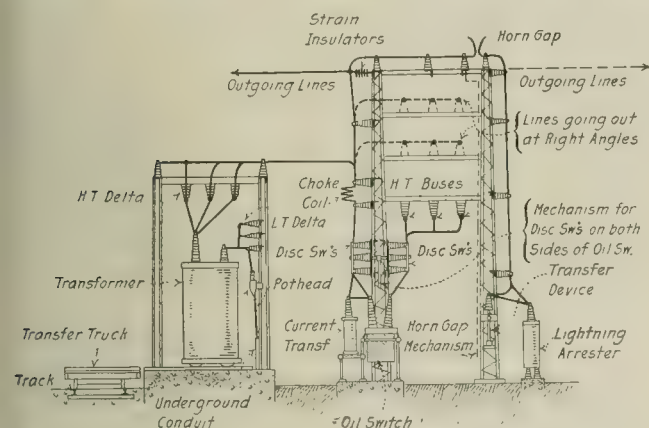 Strain
Insulators
Horn Gap
Outgoing Lines
Outgoing Lines
Lines going out
at Right Angles
HT Delta
Choke
Coil
HT Buses
LT Delta
Disc Sw's
Disc Sw's
Mechanism for
Disc Sw's on both
Sides of Oil Sw.
Transformer
Pothead
Transfer
Device
Transfer Truck
Current
Transf
Horn Gap
Mechanism
Lightning
Arrester
Track
Underground
Conduit
Oil Switch